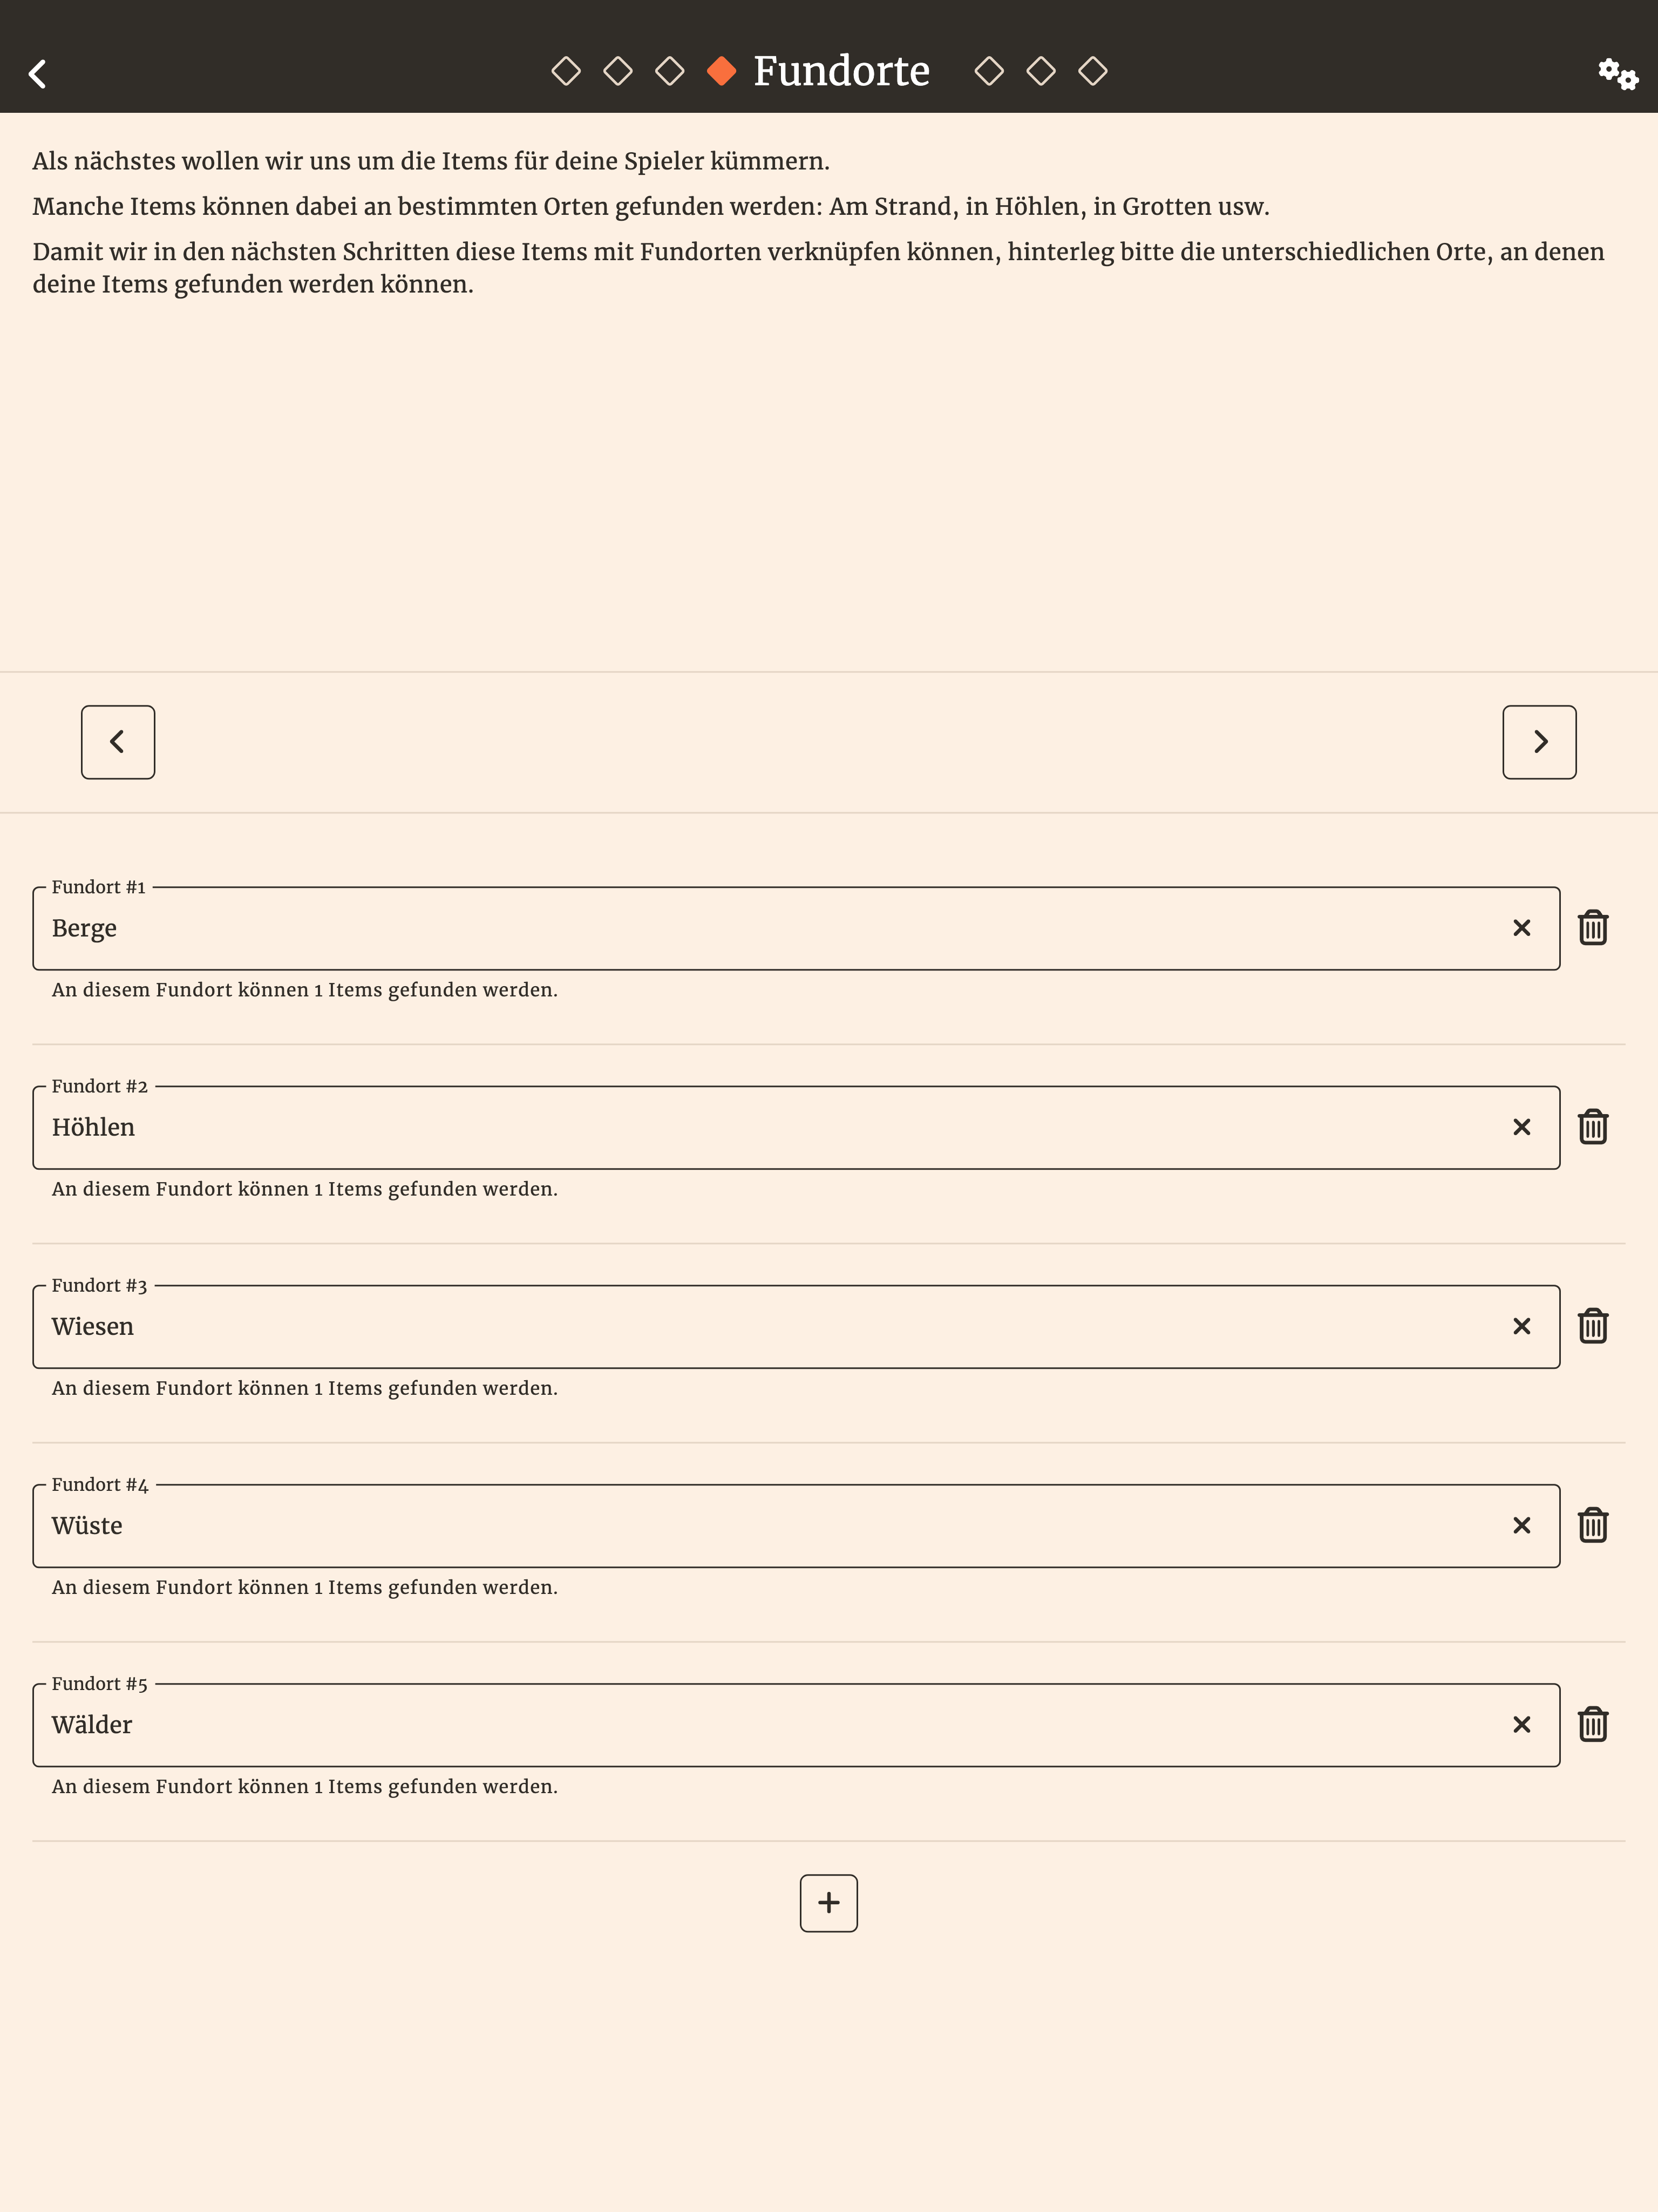 Fundorte
Als nächstes wollen wir uns um die Items für deine Spieler kümmern.
Manche Items können dabei an bestimmten Orten gefunden werden: Am Strand, in Höhlen, in Grotten usw.
Damit wir in den nächsten Schritten diese Items mit Fundorten verknüpfen können, hinterleg bitte die unterschiedlichen Orte, an denen
deine Items gefunden werden können.
Fundort #1
Berge
An diesem Fundort können 1 Items gefunden werden.
Fundort #2
Höhlen
An diesem Fundort können 1 Items gefunden werden.
Fundort #3
Wiesen
An diesem Fundort können 1 Items gefunden werden.
Fundort #4
Wüste
An diesem Fundort können 1 Items gefunden werden.
Fundort #5
Wälder
An diesem Fundort können 1 Items gefunden werden.